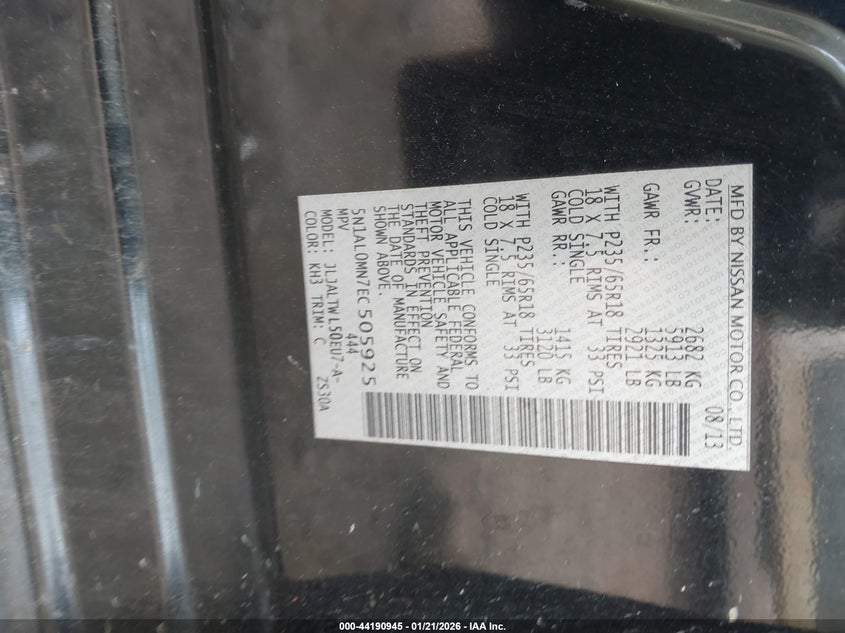 MFD BY NISSAN MOTOR CO., LTD.
DATE: 08/13
GVWR: 2682 KG
5913 LB
GAWR FR.: 1325 KG
2921 LB
WITH P235/65R18 TIRES
18 X 7.5 RIMS AT 33 PSI
COLD SINGLE
GAWR RR.: 1415 KG
3120 LB
WITH P235/65R18 TIRES
18 X 7.5 RIMS AT 33 PSI
COLD SINGLE
THIS VEHICLE CONFORMS TO
ALL APPLICABLE FEDERAL
MOTOR VEHICLE SAFETY AND
THEFT PREVENTION
STANDARDS IN EFFECT ON
THE DATE OF MANUFACTURE
SHOWN ABOVE.
5N1AL0MN7EC505925
MPV 444
MODEL: JLJALTWL50EU7-A-
COLOR: KH3 TRIM: C 2S30A
000-44190945 - 01/21/2026 - IAA Inc.